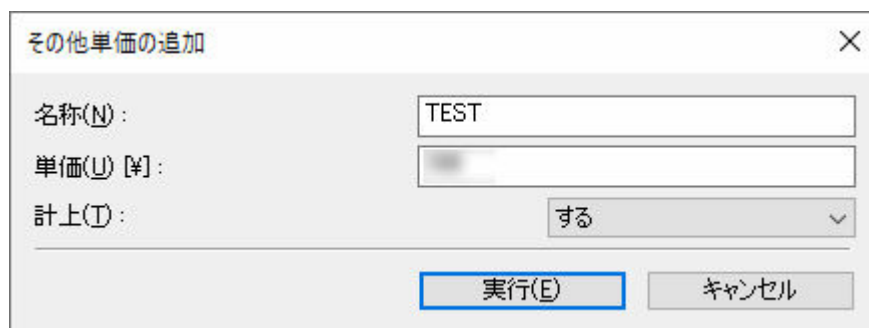 その他単価の追加
名称(N):
TEST
単価(U) [¥]:
計上(T):
する
実行(E)
キャンセル